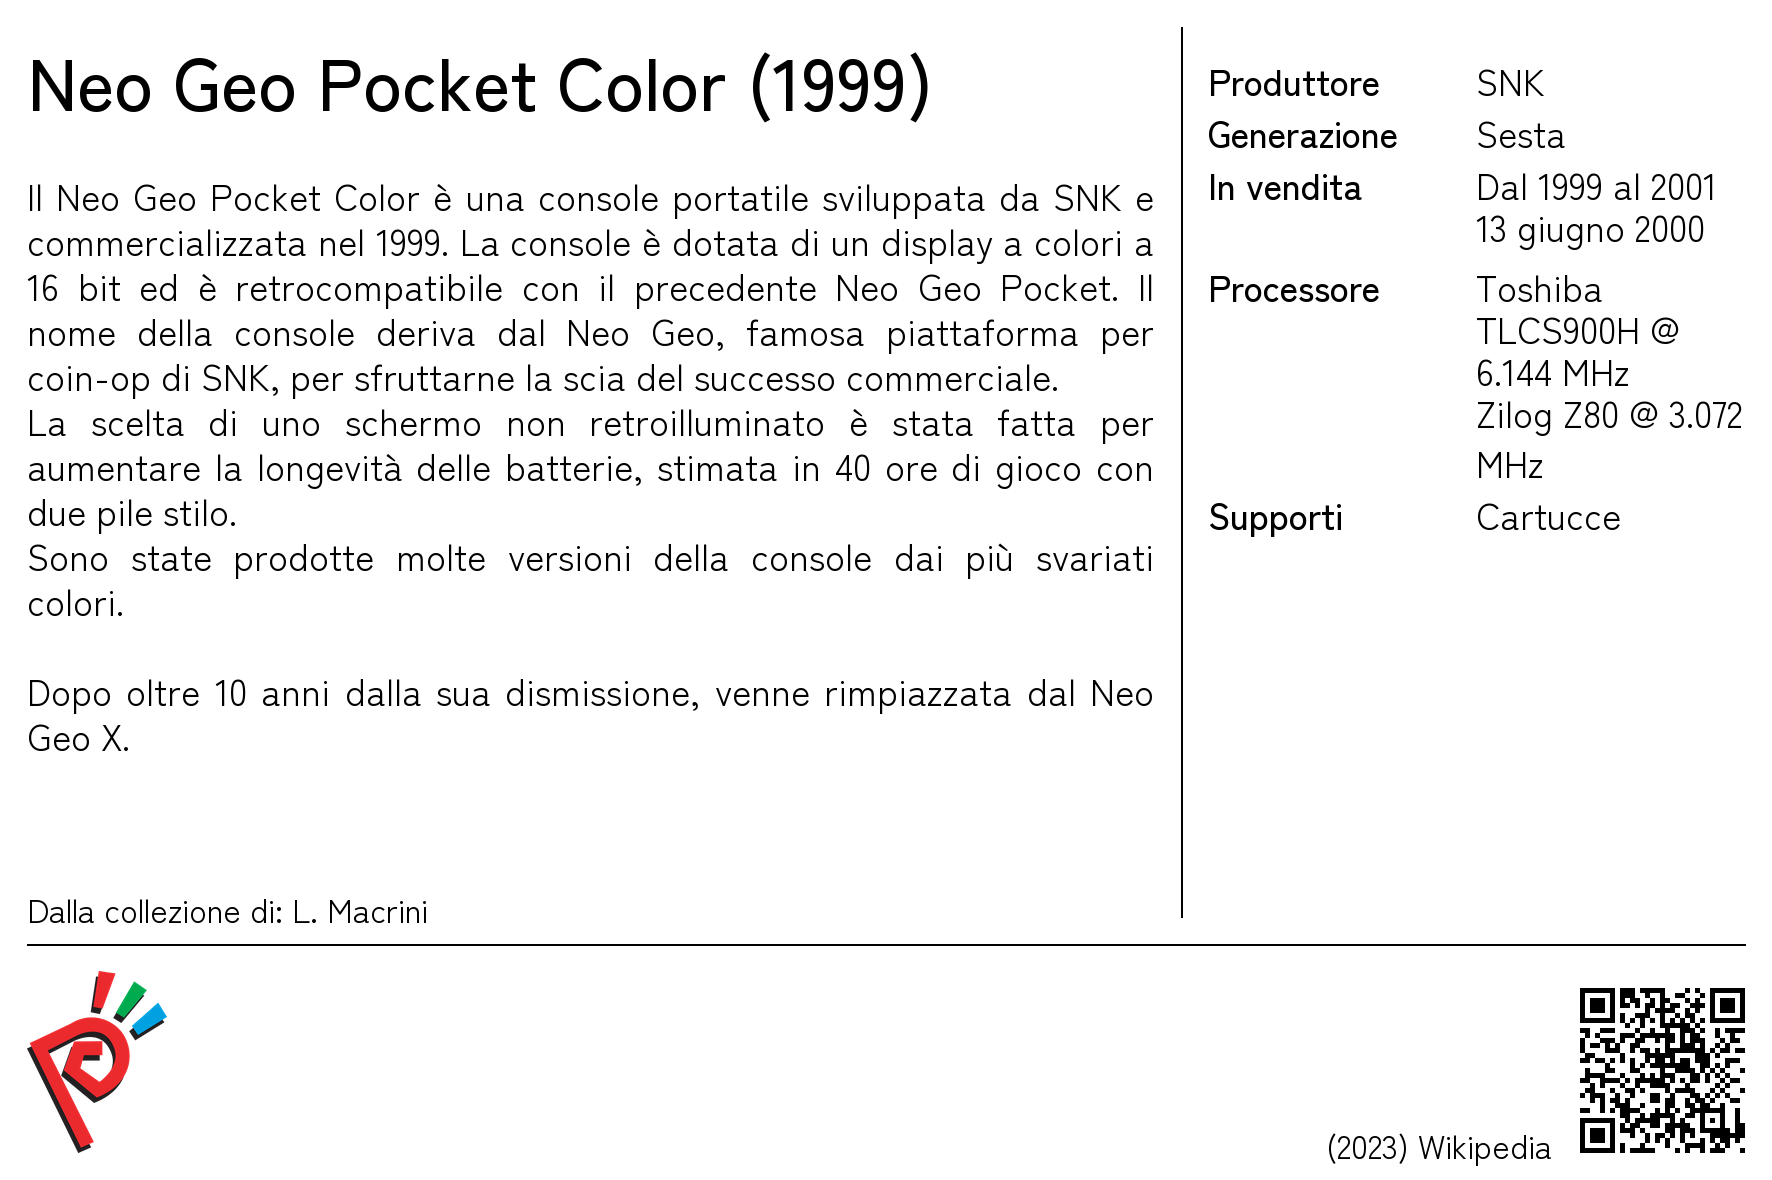 Neo Geo Pocket Color (1999)
Il Neo Geo Pocket Color è una console portatile sviluppata da SNK e
commercializzata nel 1999. La console è dotata di un display a colori a
16 bit ed è retrocompatibile con il precedente Neo Geo Pocket. Il
nome della console deriva dal Neo Geo, famosa piattaforma per
coin-op di SNK, per sfruttarne la scia del successo commerciale.
La scelta di uno schermo non retroilluminato è stata fatta per
aumentare la longevità delle batterie, stimata in 40 ore di gioco con
due pile stilo.
Sono state prodotte molte versioni della console dai più svariati
colori.
Dopo oltre 10 anni dalla sua dismissione, venne rimpiazzata dal Neo
Geo X.
Dalla collezione di: L. Macrini
Produttore SNK
Generazione Sesta
In vendita Dal 1999 al 2001
13 giugno 2000
Processore Toshiba
TLCS900H @
6.144 MHz
Zilog Z80 @ 3.072
MHz
Supporti Cartucce
(2023) Wikipedia